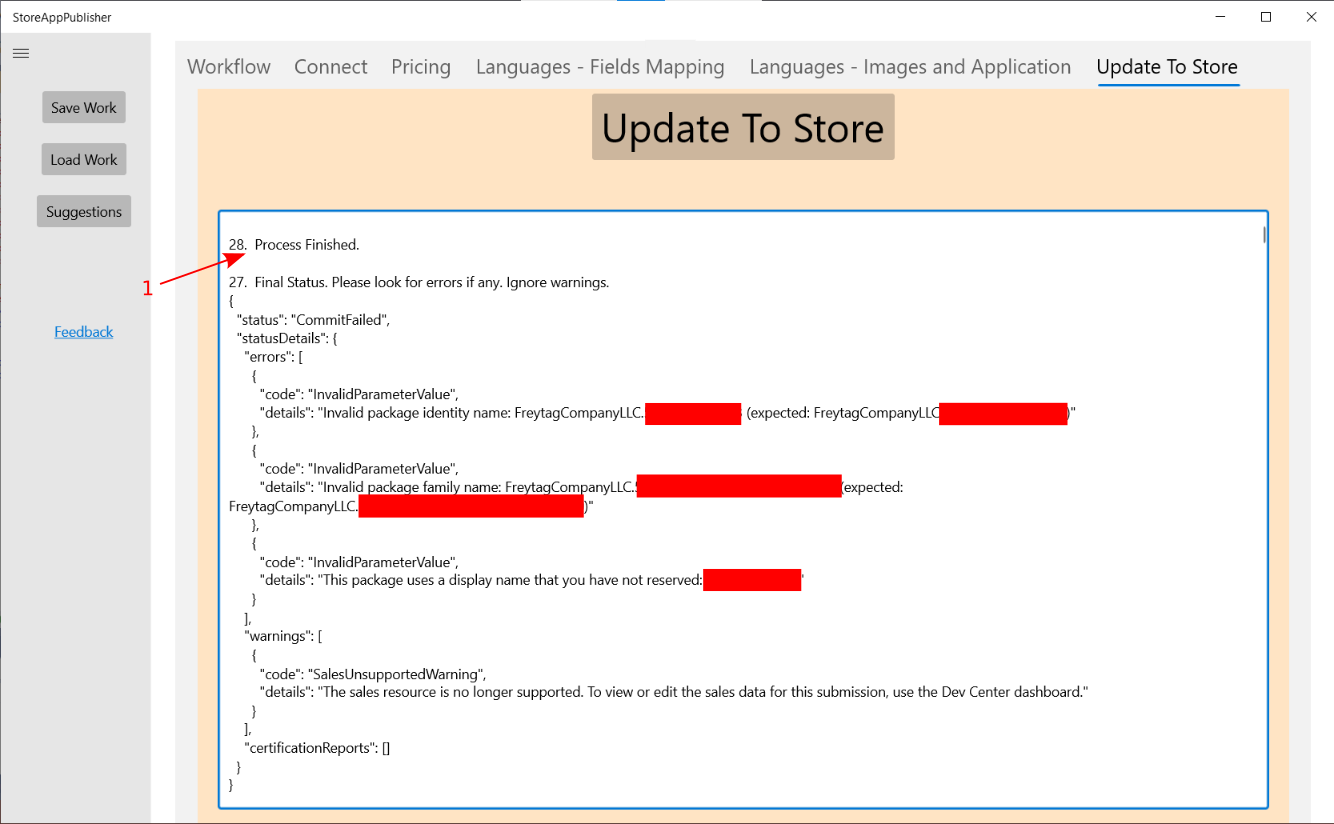 StoreAppPublisher
Workflow Connect Pricing Languages - Fields Mapping Languages - Images and Application Update To Store
Save Work
Load Work
Suggestions
Feedback
Update To Store
28. Process Finished.
1
27. Final Status. Please look for errors if any. Ignore warnings.
{
"status": "CommitFailed",
"statusDetails": {
"errors": [
{
"code": "InvalidParameterValue",
"details": "Invalid package identity name: FreytagCompanyLLC. (expected: FreytagCompanyLLC )"
},
{
"code": "InvalidParameterValue",
"details": "Invalid package family name: FreytagCompanyLLC. (expected:
FreytagCompanyLLC. )"
},
{
"code": "InvalidParameterValue",
"details": "This package uses a display name that you have not reserved: "
}
],
"warnings": [
{
"code": "SalesUnsupportedWarning",
"details": "The sales resource is no longer supported. To view or edit the sales data for this submission, use the Dev Center dashboard."
}
],
"certificationReports": []
}
}